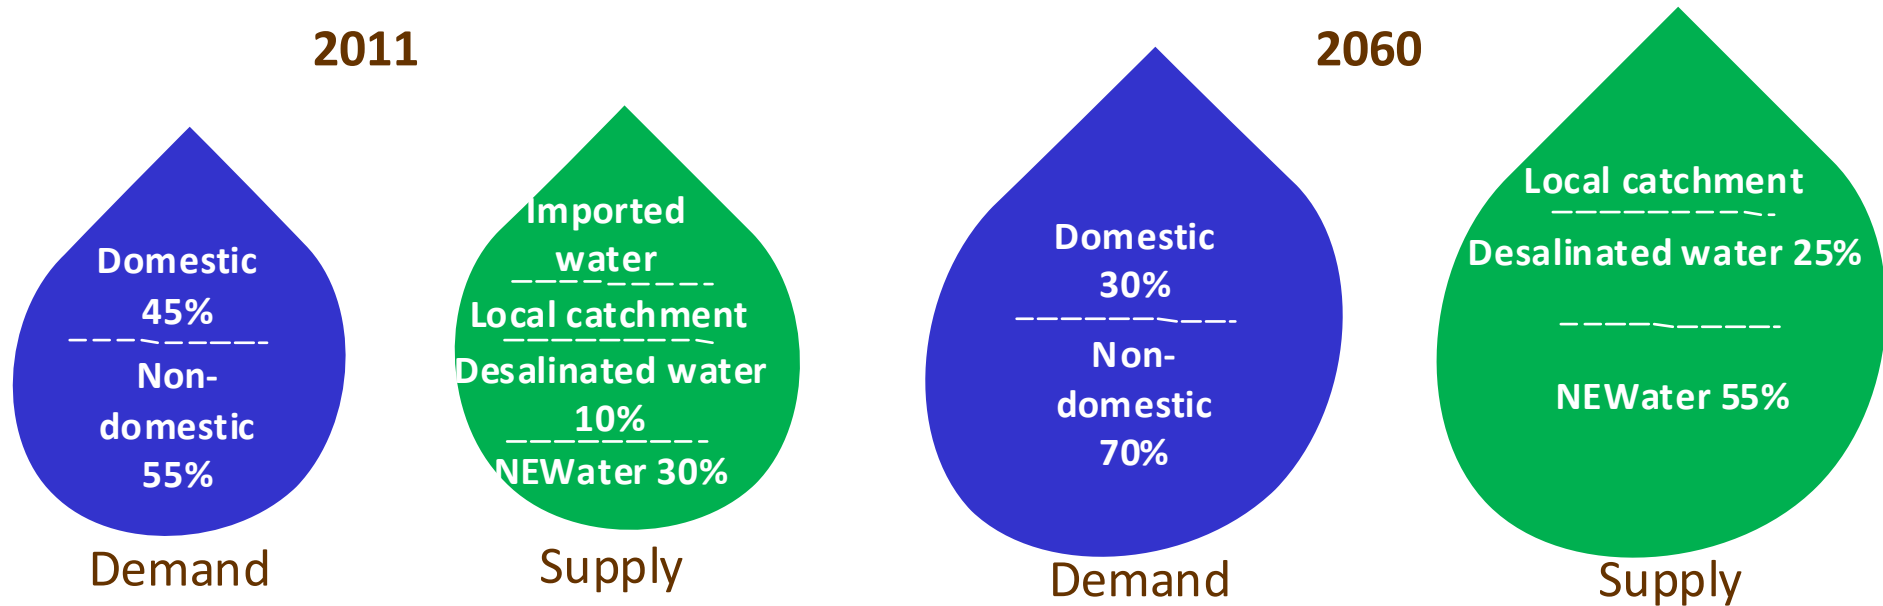 2011
Domestic
45%
Non-
domestic
55%
Demand
Imported
water
Local catchment
Desalinated water
10%
NEWater 30%
Supply
2060
Domestic
30%
Non-
domestic
70%
Demand
Local catchment
Desalinated water 25%
NEWater 55%
Supply